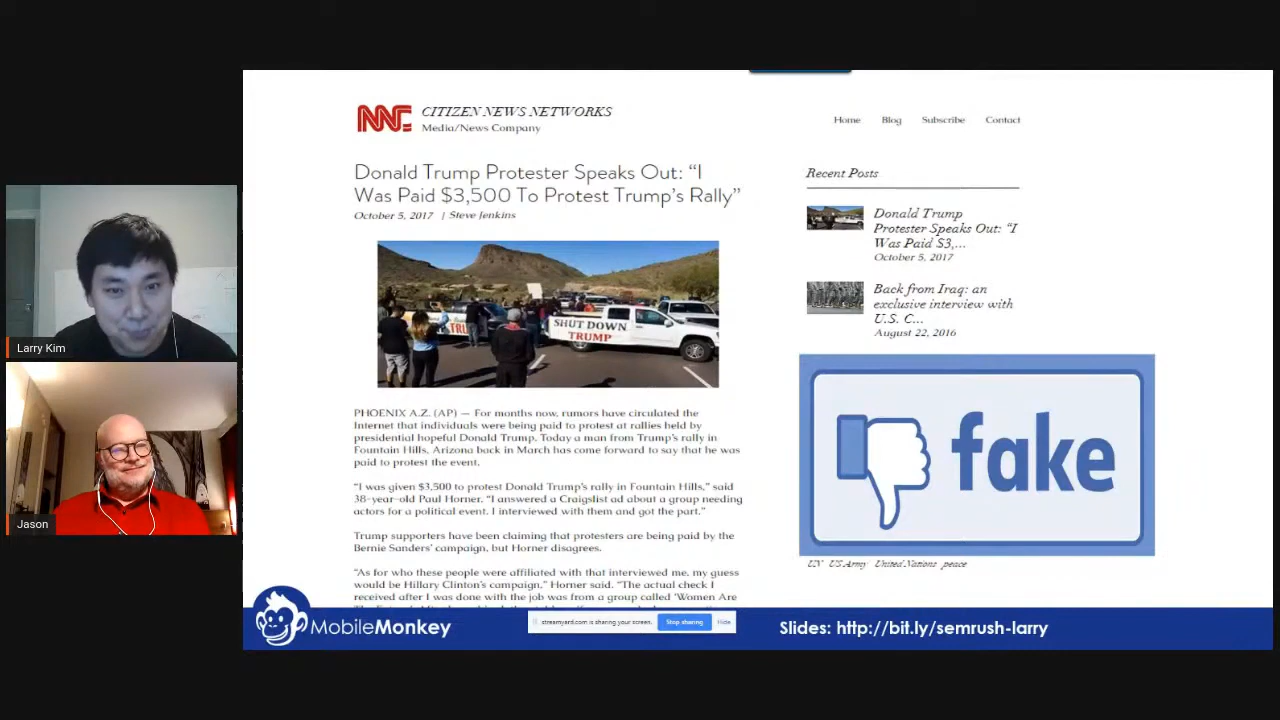 CITIZEN NEWS NETWORKS
Media/News Company
Home Blog Subscribe Contact
Donald Trump Protester Speaks Out: “I
Was Paid $3,500 To Protest Trump’s Rally”
October 5, 2017 | Steve Jenkins
SHUT DOWN
TRUMP
PHOENIX A.Z. (AP) — For months now, rumors have circulated the
Internet that individuals were being paid to protest at rallies held by
presidential hopeful Donald Trump. Today a man from Trump’s rally in
Fountain Hills, Arizona back in March has come forward to say that he was
paid to protest the event.
“I was given $3,500 to protest Donald Trump’s rally in Fountain Hills,” said
38-year-old Paul Horner. “I answered a Craigslist ad about a group needing
actors for a political event. I interviewed with them and got the part.”
Trump supporters have been claiming that protesters are being paid by the
Bernie Sanders’ campaign, but Horner disagrees.
“As for who these people were affiliated with that interviewed me, my guess
would be Hillary Clinton’s campaign,” Horner said. “The actual check I
received after I was done with the job was from a group called ‘Women Are
Recent Posts
Donald Trump
Protester Speaks Out: “I
Was Paid $3,...
October 5, 2017
Back from Iraq: an
exclusive interview with
U.S. C...
August 22, 2016
fake
UN US Army United Nations peace
Larry Kim
Jason
MobileMonkey
streamyard.com is sharing your screen.
Stop sharing
Hide
Slides: http://bit.ly/semrush-larry